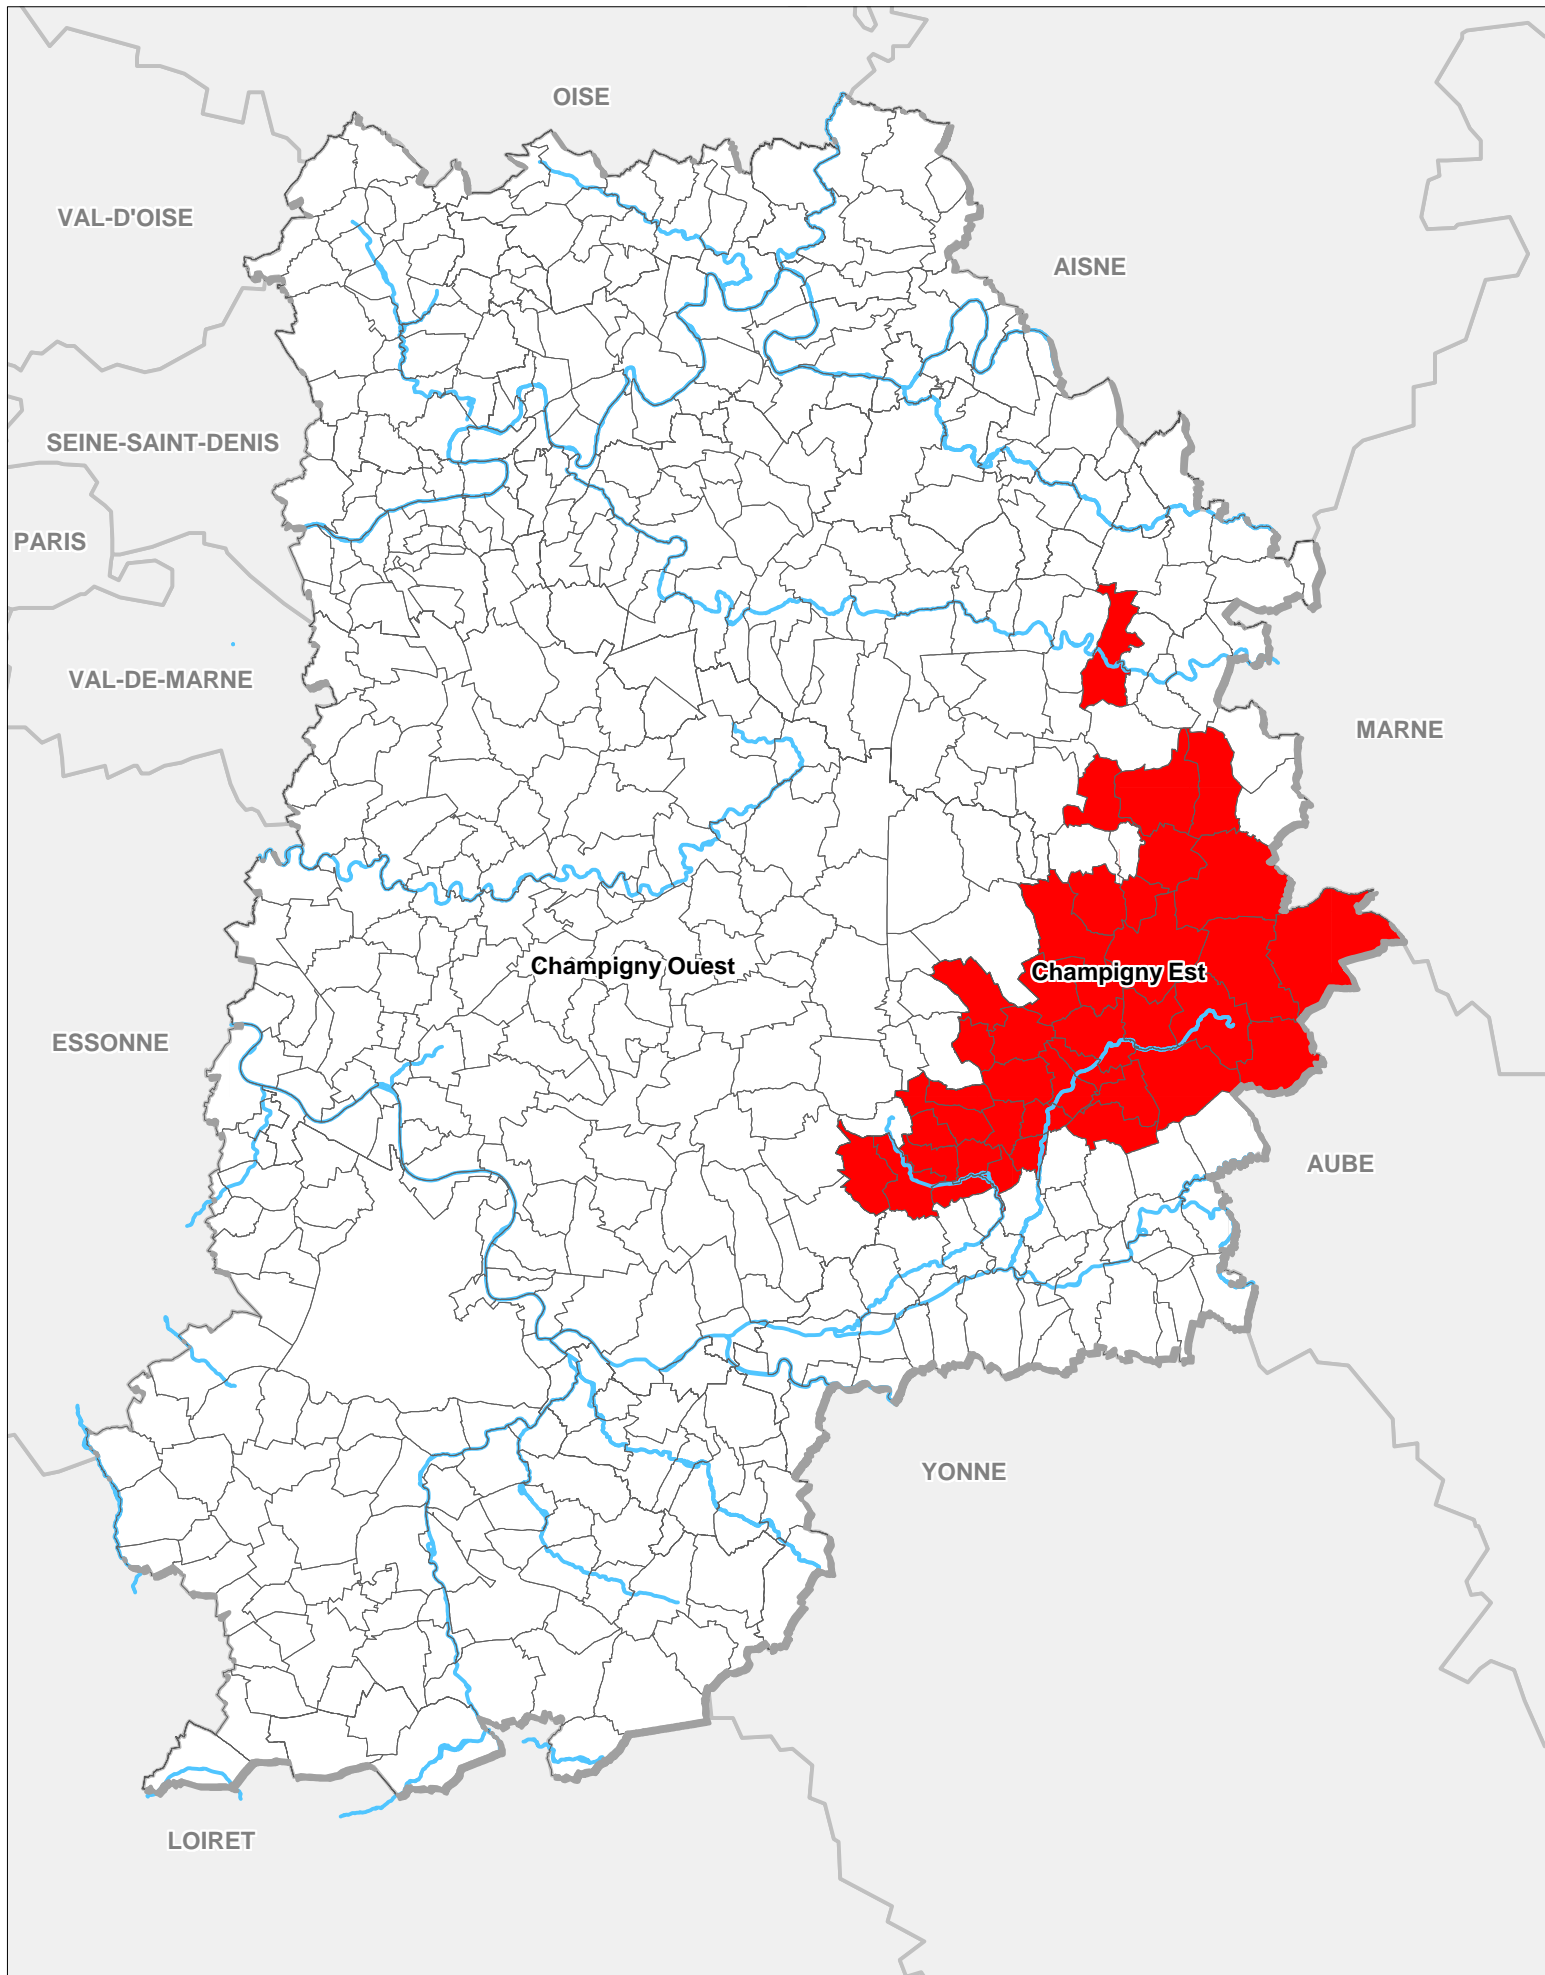 OISE
VAL-D'OISE
AISNE
SEINE-SAINT-DENIS
PARIS
VAL-DE-MARNE
MARNE
Champigny Ouest
Champigny Est
ESSONNE
AUBE
YONNE
LOIRET